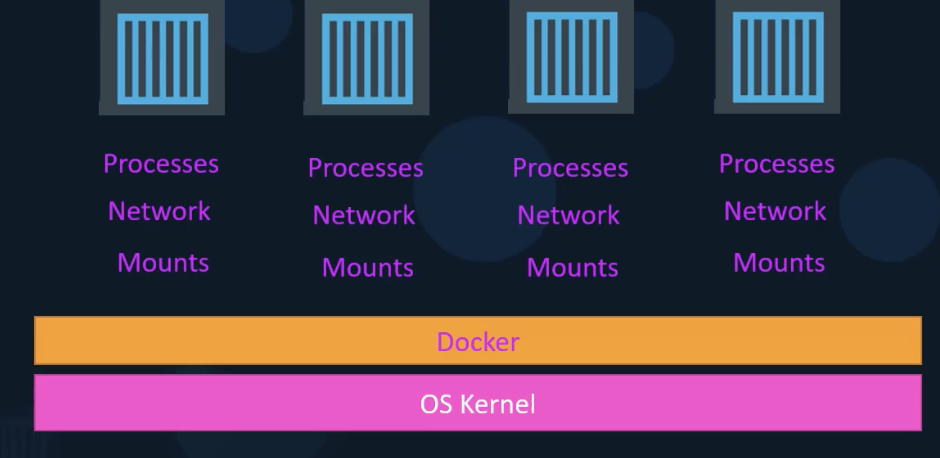 Processes Processes Processes Processes
Network Network Network Network
Mounts Mounts Mounts Mounts
Docker
OS Kernel